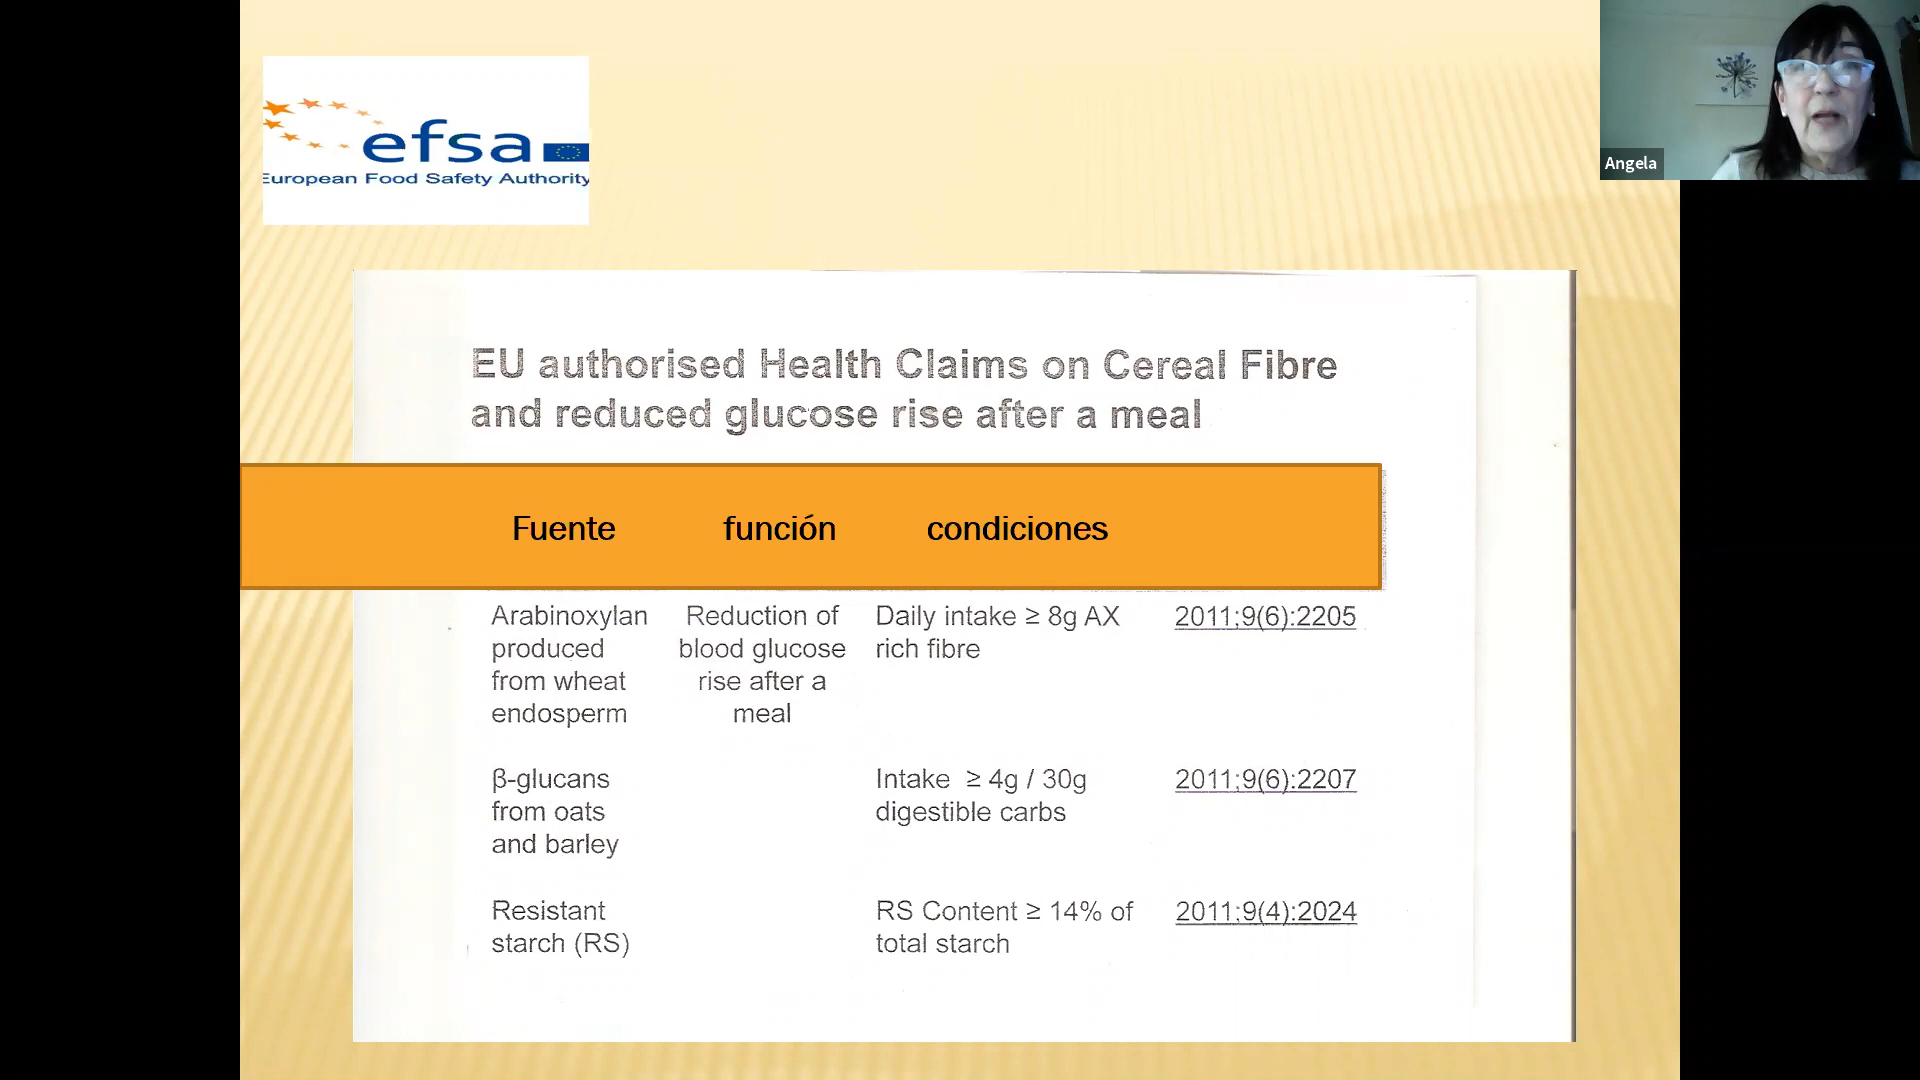 efsa
European Food Safety Authority
Angela
EU authorised Health Claims on Cereal Fibre
and reduced glucose rise after a meal
Fuente función condiciones
Arabinoxylan Reduction of Daily intake ≥ 8g AX 2011;9(6):2205
produced blood glucose rich fibre
from wheat rise after a
endosperm meal
β-glucans Intake ≥ 4g / 30g 2011;9(6):2207
from oats digestible carbs
and barley
Resistant RS Content ≥ 14% of 2011;9(4):2024
starch (RS) total starch